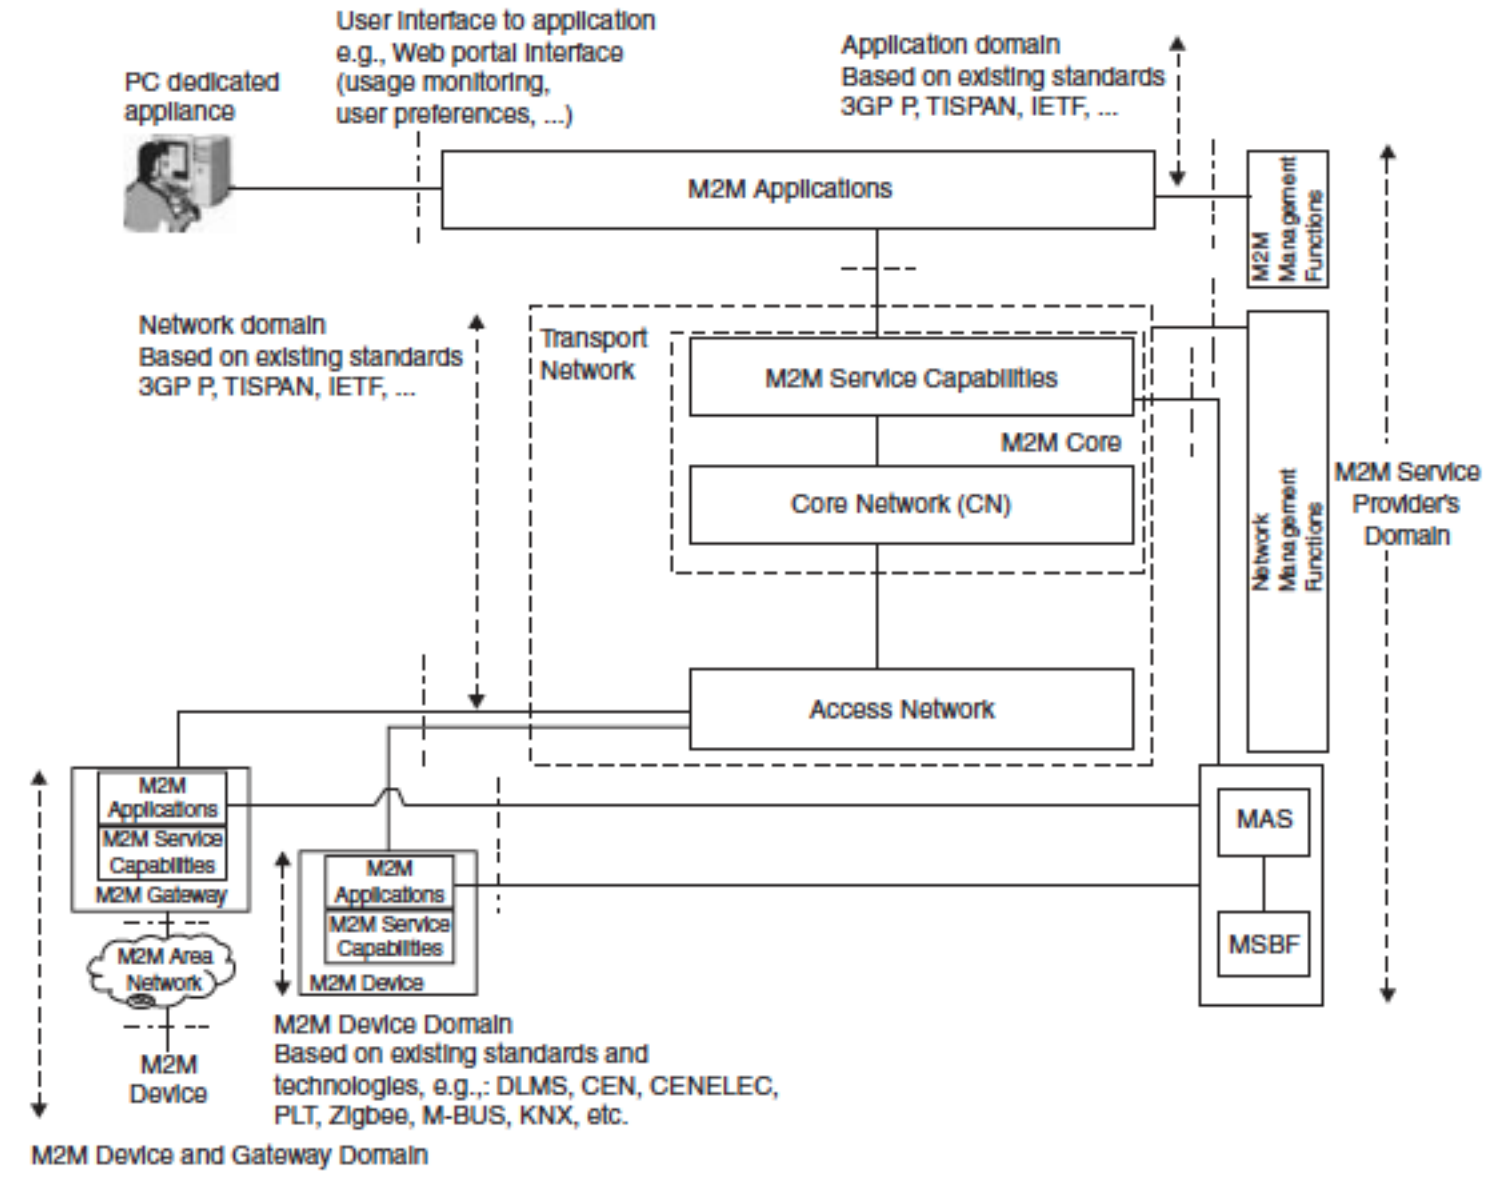 User Interface to application
e.g., Web portal Interface
(usage monitoring,
user preferences, ...)
Application domain
Based on existing standards
3GP P, TISPAN, IETF, ...
PC dedicated
appliance
M2M Applications
M2M
Management
Functions
Network domain
Based on existing standards
3GP P, TISPAN, IETF, ...
Transport
Network
M2M Service Capabilities
M2M Core
Core Network (CN)
Access Network
Network
Management
Functions
M2M Service
Provider's
Domain
M2M
Applications
M2M Service
Capabilities
M2M Gateway
M2M Area
Network
M2M
Device
M2M
Applications
M2M Service
Capabilities
M2M Device
MAS
MSBF
M2M Device Domain
Based on existing standards and
technologies, e.g.,: DLMS, CEN, CENELEC,
PLT, Zigbee, M-BUS, KNX, etc.
M2M Device and Gateway Domain